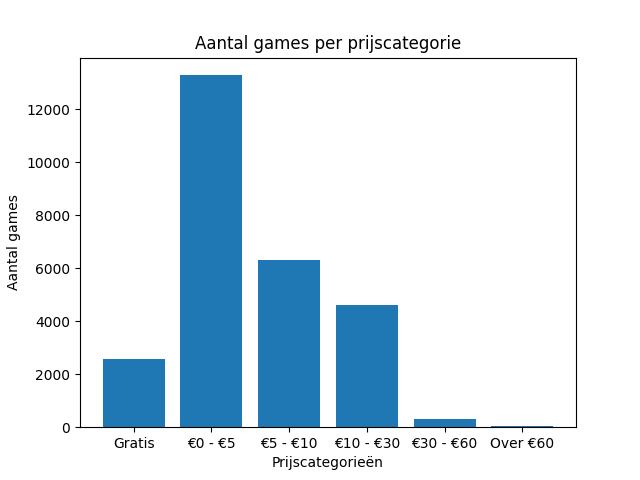 Aantal games per prijscategorie
Aantal games
12000
10000
8000
6000
4000
2000
0
Gratis €0 - €5 €5 - €10 €10 - €30 €30 - €60 Over €60
Prijscategorieën